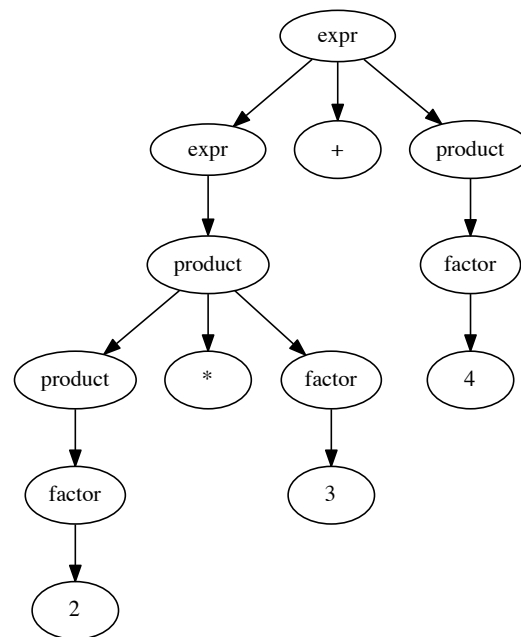 expr
expr + product
product factor
product * factor 4
factor 3
2